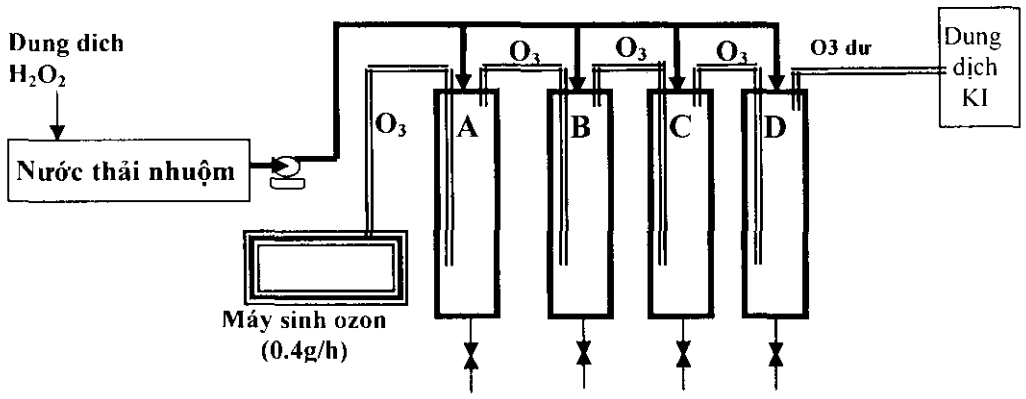 Dung dich
H₂O₂
Nước thải nhuộm
O₃
A
O₃
B
O₃
C
O₃
D
O3 dư
Dung
dịch
KI
Máy sinh ozon
(0.4g/h)